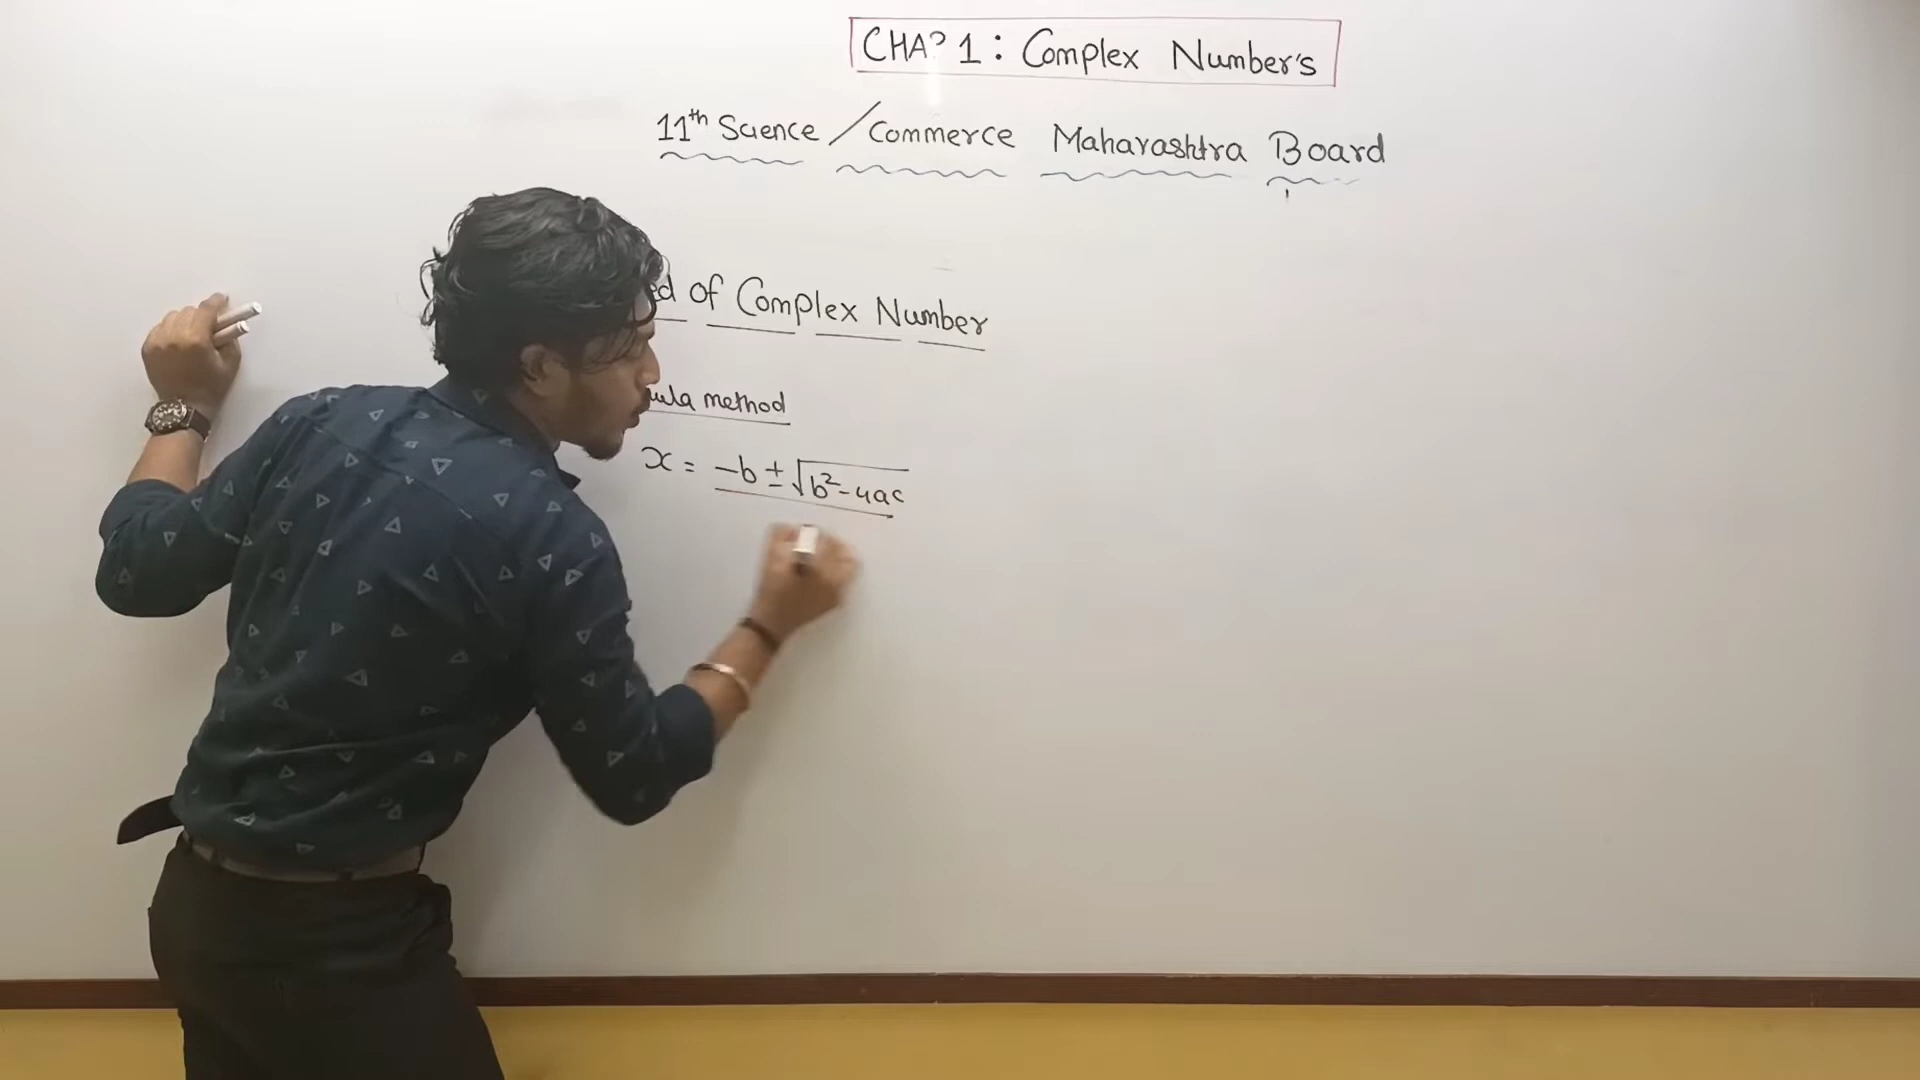 CHAP 1: Complex Number's
11th Science / Commerce Maharashtra Board
of Complex Number
method
x = -b ± √b²-4ac